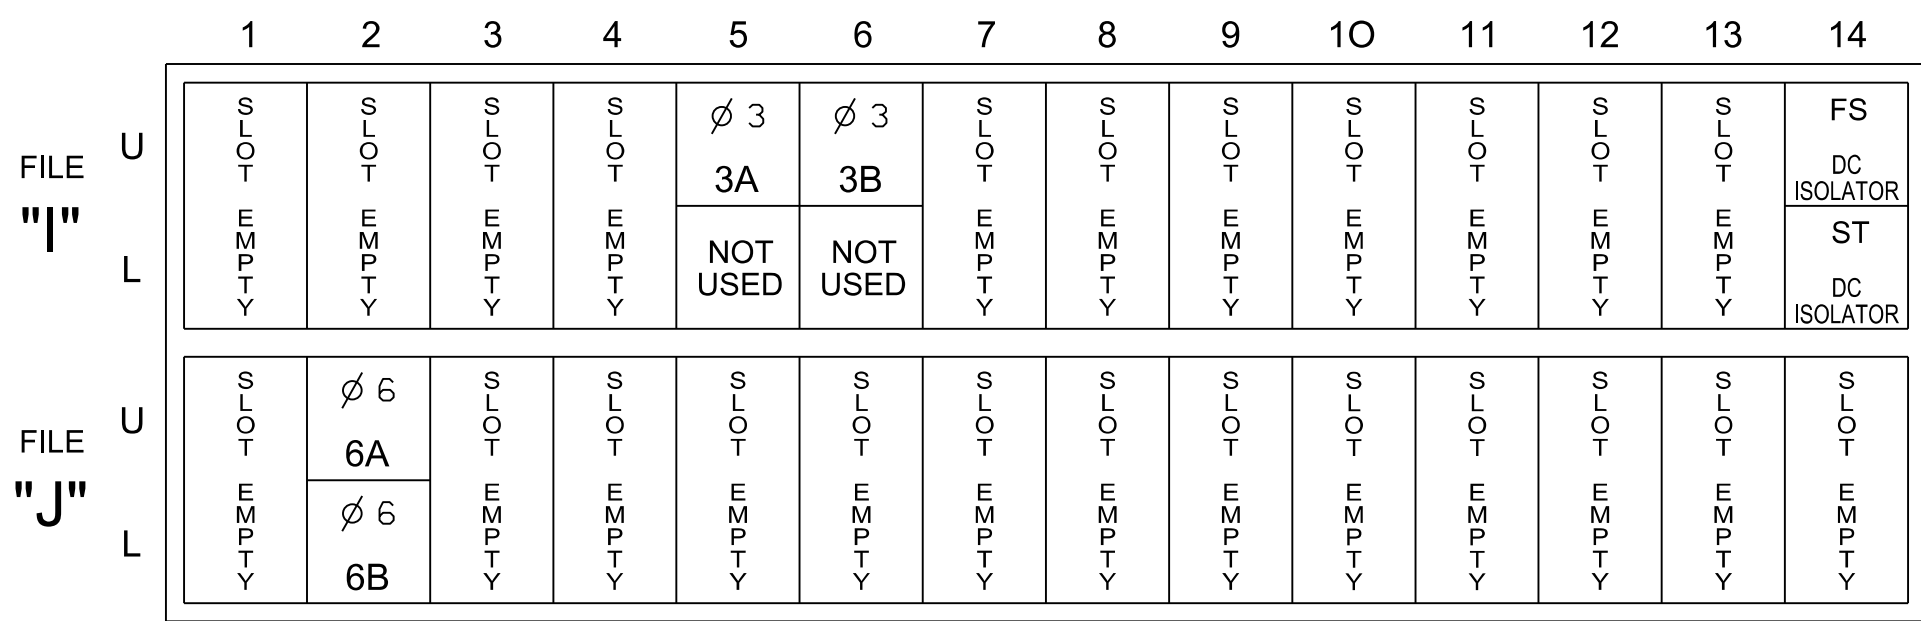 1 2 3 4 5 6 7 8 9 10 11 12 13 14
FILE
"I"
U
L
SLOT EMPTY
SLOT EMPTY
SLOT EMPTY
SLOT EMPTY
Ø 3
3A
NOT
USED
Ø 3
3B
NOT
USED
SLOT EMPTY
SLOT EMPTY
SLOT EMPTY
SLOT EMPTY
SLOT EMPTY
SLOT EMPTY
SLOT EMPTY
FS
DC
ISOLATOR
ST
DC
ISOLATOR
FILE
"J"
U
L
SLOT EMPTY
Ø 6
6A
Ø 6
6B
SLOT EMPTY
SLOT EMPTY
SLOT EMPTY
SLOT EMPTY
SLOT EMPTY
SLOT EMPTY
SLOT EMPTY
SLOT EMPTY
SLOT EMPTY
SLOT EMPTY
SLOT EMPTY
SLOT EMPTY